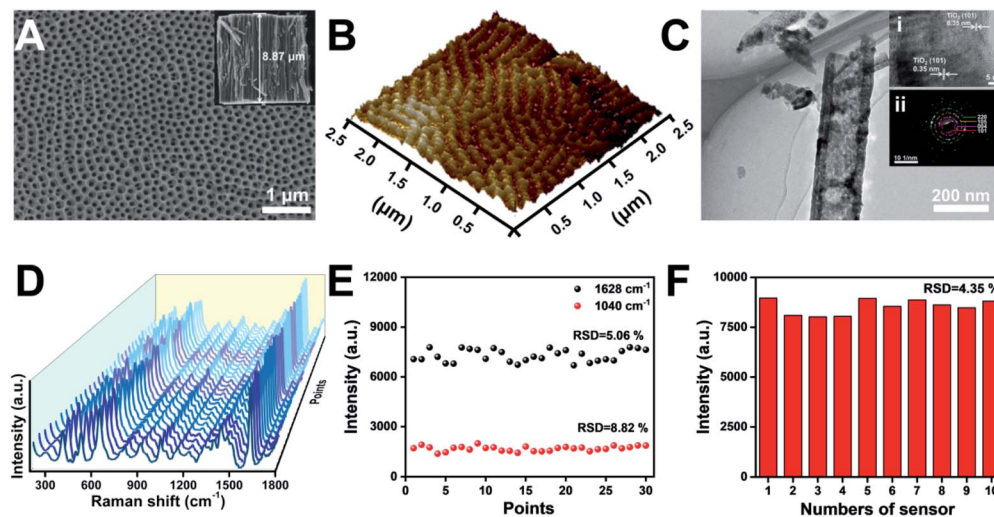 A
8.87 μm
1 μm
B
2.5
2.0
1.5
1.0
0.5
(μm)
0.5
1.0
1.5
2.0
2.5
(μm)
C
i
TiO2 (101)
0.35 nm
TiO2 (101)
0.35 nm
ii
220
004
101
10 1/nm
200 nm
D
Intensity (a.u.)
300 600 900 1200 1500 1800
Raman shift (cm-1)
Points
E
12000
9000
6000
3000
0
Intensity (a.u.)
1628 cm-1
1040 cm-1
RSD=5.06 %
RSD=8.82 %
0 5 10 15 20 25 30
Points
F
10000
7500
5000
2500
0
Intensity (a.u.)
RSD=4.35 %
1 2 3 4 5 6 7 8 9 10
Numbers of sensor